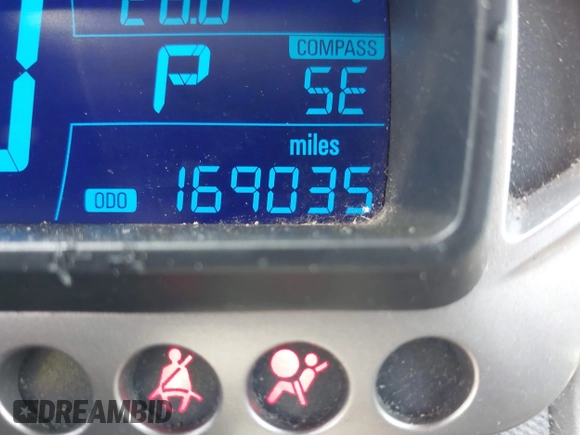 COMPASS
P SE
miles
ODO 169035
DREAMBID